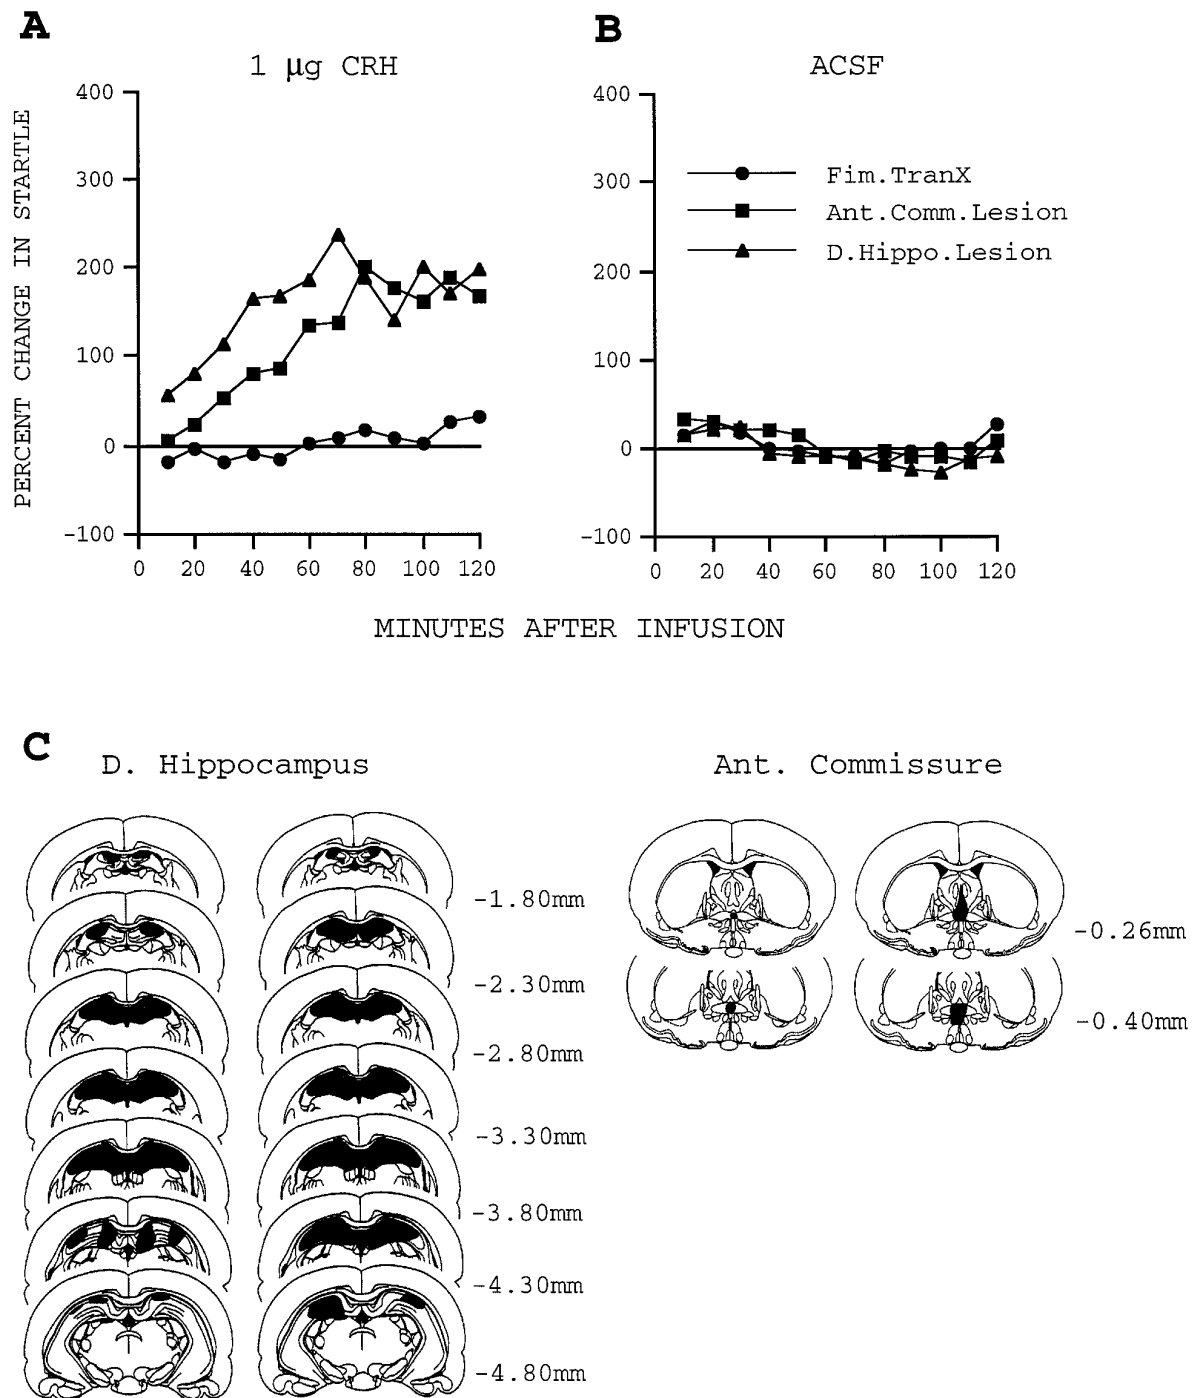 A
B
1 μg CRH
ACSF
PERCENT CHANGE IN STARTLE
400
300
200
100
0
-100
0 20 40 60 80 100 120
400
300
200
100
0
-100
0 20 40 60 80 100 120
Fim.TranX
Ant.Comm.Lesion
D.Hippo.Lesion
MINUTES AFTER INFUSION
C
D. Hippocampus
Ant. Commissure
-1.80mm
-2.30mm
-2.80mm
-3.30mm
-3.80mm
-4.30mm
-4.80mm
-0.26mm
-0.40mm